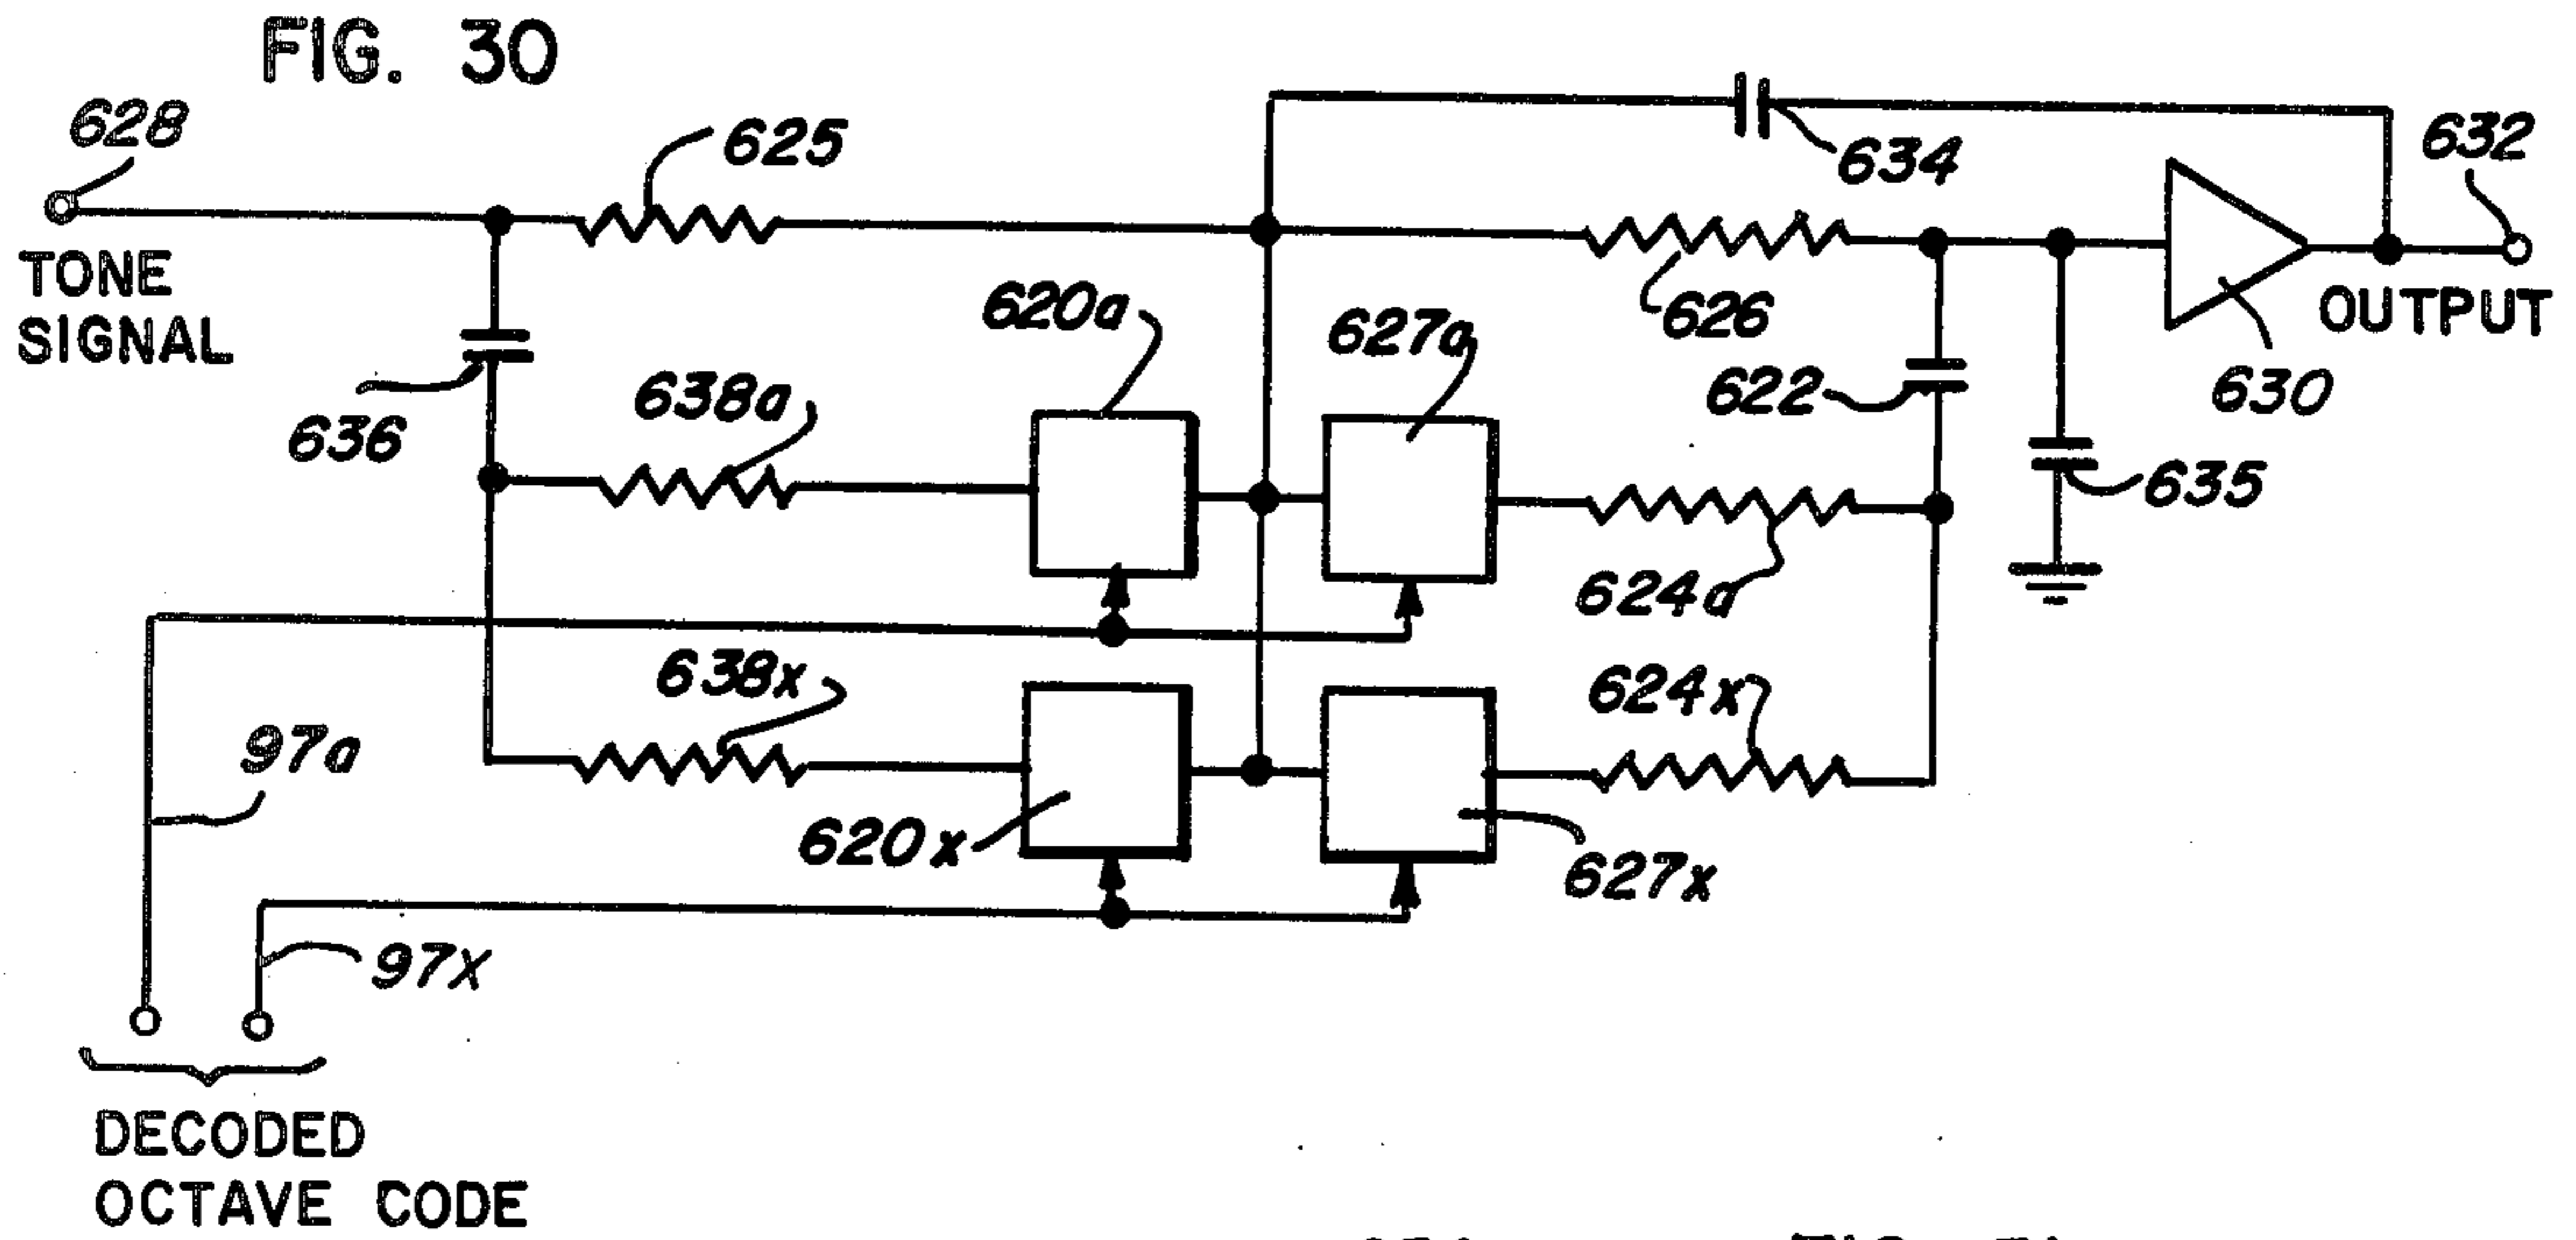 FIG. 30
628
625
634
632
TONE
SIGNAL
620a
627a
626
OUTPUT
622
630
638a
636
635
624a
638x
624x
97a
620x
627x
97X
DECODED
OCTAVE CODE